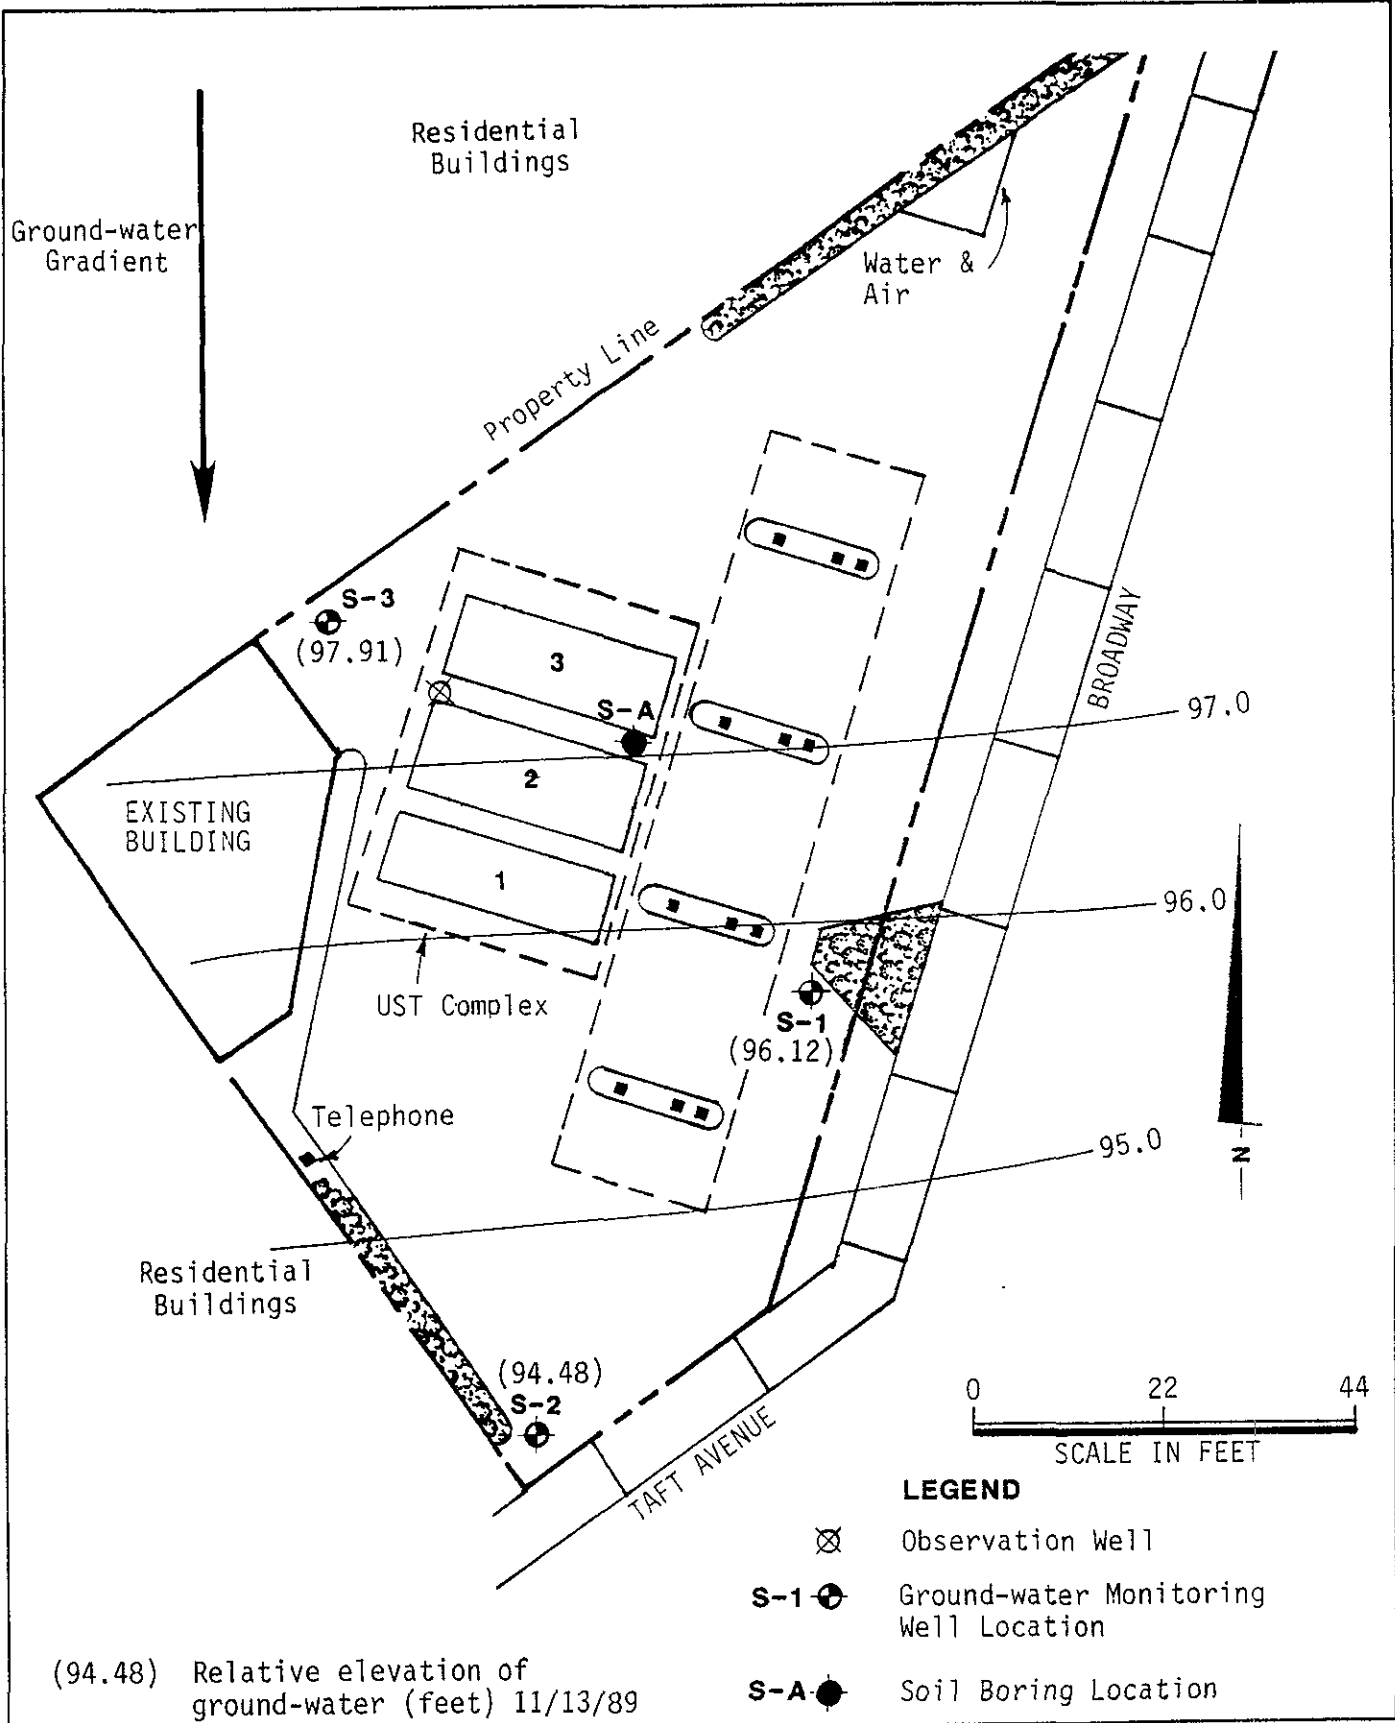 Residential
Buildings
Ground-water
Gradient
Water &
Air
Property Line
S-3
(97.91)
3
S-A
2
1
BROADWAY
97.0
EXISTING
BUILDING
96.0
UST Complex
S-1
(96.12)
Telephone
95.0
N
Residential
Buildings
(94.48)
S-2
TAFT AVENUE
0 22 44
SCALE IN FEET
LEGEND
Observation Well
S-1 Ground-water Monitoring
Well Location
S-A Soil Boring Location
(94.48) Relative elevation of
ground-water (feet) 11/13/89